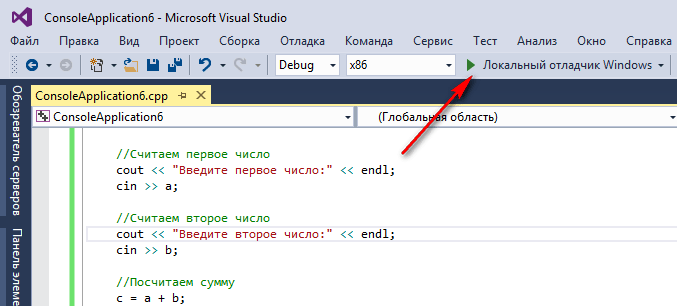 ConsoleApplication6 - Microsoft Visual Studio
Файл Правка Вид Проект Сборка Отладка Команда Сервис Тест Анализ Окно Справка
Debug x86 Локальный отладчик Windows
Обозреватель серверов
Панель элеме
ConsoleApplication6.cpp
ConsoleApplication6 (Глобальная область)
//Считаем первое число
cout << "Введите первое число:" << endl;
cin >> a;
//Считаем второе число
cout << "Введите второе число:" << endl;
cin >> b;
//Посчитаем сумму
c = a + b;